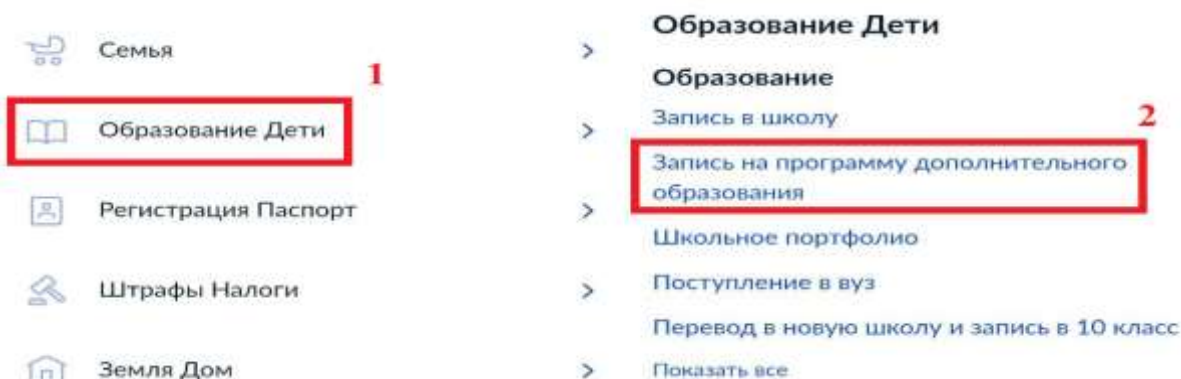 Семья
1
Образование Дети
Регистрация Паспорт
Штрафы Налоги
Земля Дом
Образование Дети
Образование
Запись в школу
2
Запись на программу дополнительного
образования
Школьное портфолио
Поступление в вуз
Перевод в новую школу и запись в 10 класс
Показать все